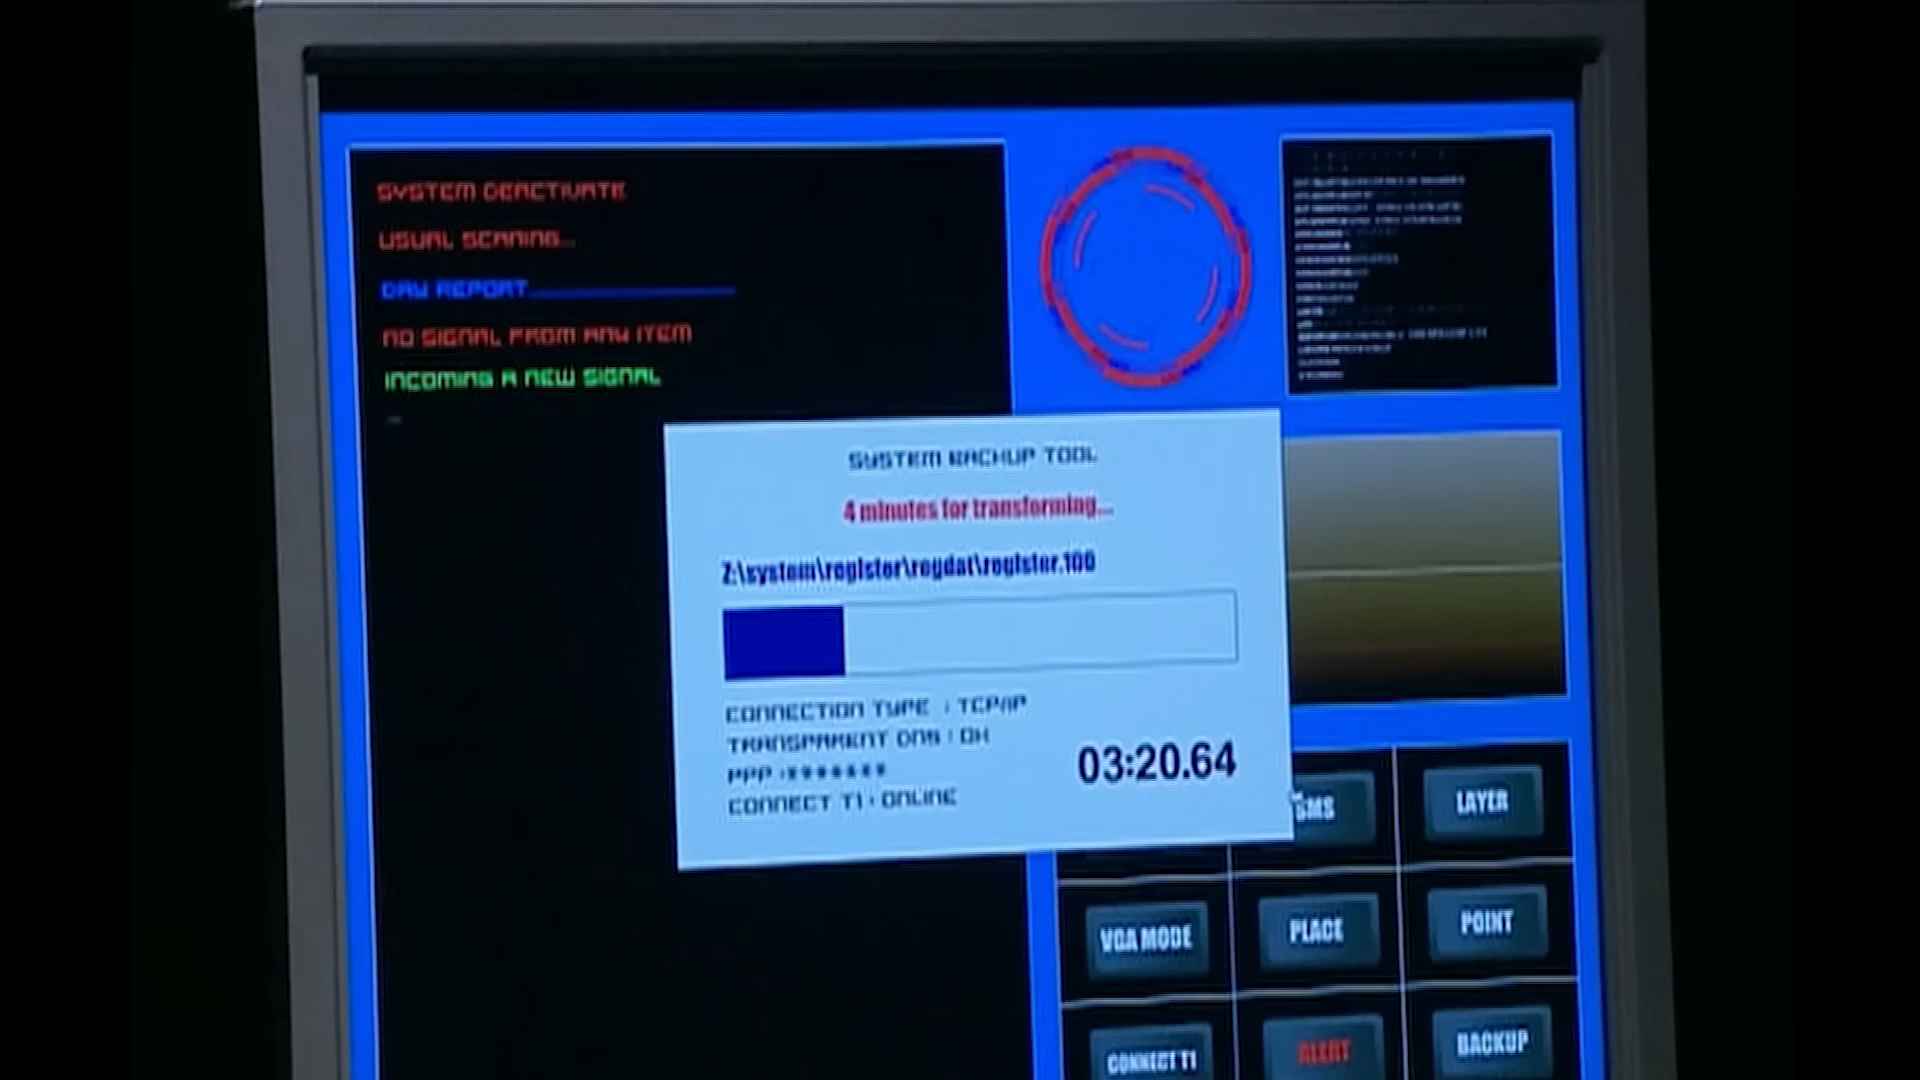 SYSTEM DEACTIVATE
USUAL SCANING...
DAY REPORT
NO SIGNAL FROM ANY ITEM
INCOMING A NEW SIGNAL
SYSTEM BACKUP TOOL
4 minutes for transforming...
Z:\system\register\reydat\register.100
CONNECTION TYPE : TCP/IP
TRANSPARENT DNS : OK
PPP :*******
CONNECT T1 : ONLINE
03:20.64
SMS
LAYER
VGA MODE
PLACE
POINT
CONNECT T1
ALERT
BACKUP